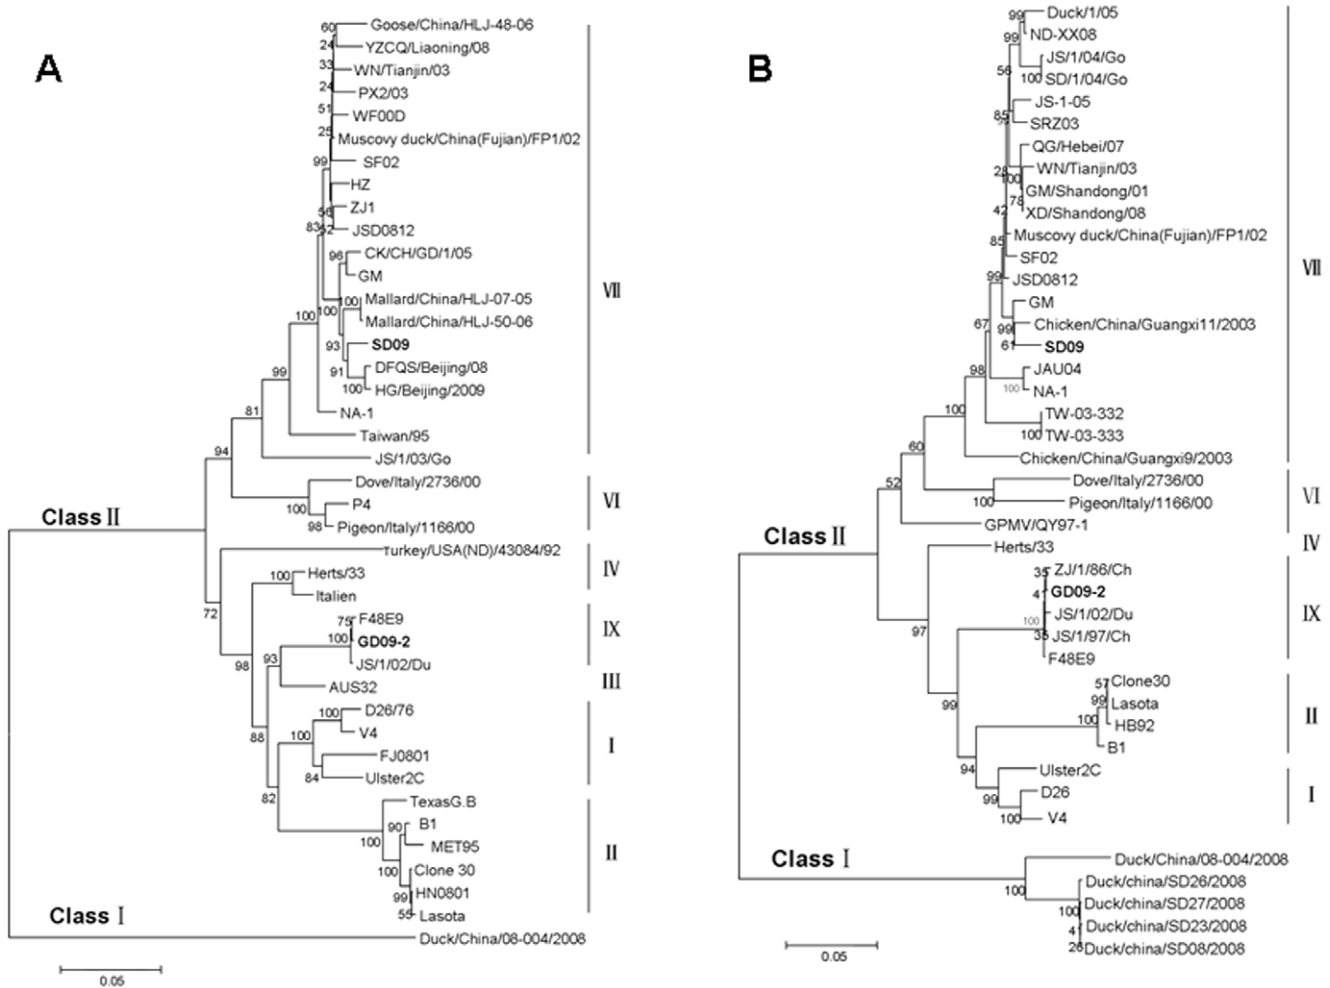 A
60
Goose/China/HLJ-48-06
24
YZCQ/Liaoning/08
33
WN/Tianjin/03
24
PX2/03
51
WF00D
25
Muscovy duck/China(Fujian)/FP1/02
99
SF02
HZ
56
ZJ1
83
52
JSD0812
96
CK/CH/GD/1/05
GM
100
Mallard/China/HLJ-07-05
100
Mallard/China/HLJ-50-06
100
93
SD09
91
DFQS/Beijing/08
100
HG/Beijing/2009
99
NA-1
81
Taiwan/95
94
JS/1/03/Go
VII
Dove/Italy/2736/00
100
P4
98
Pigeon/Italy/1166/00
VI
Class II
Turkey/USA(ND)/43084/92
100
Herts/33
Italien
IV
72
75
F48E9
100
GD09-2
JS/1/02/Du
IX
98
93
AUS32
III
100
D26/76
88
100
V4
FJ0801
84
Ulster2C
I
82
TexasG.B
90
B1
100
MET95
100
Clone 30
99
HN0801
55
Lasota
II
Class I
Duck/China/08-004/2008
0.05
B
99
Duck/1/05
99
ND-XX08
56
JS/1/04/Go
100
SD/1/04/Go
JS-1-05
85
SRZ03
QG/Hebei/07
28
WN/Tianjin/03
100
GM/Shandong/01
78
42
XD/Shandong/08
85
Muscovy duck/China(Fujian)/FP1/02
SF02
99
JSD0812
GM
67
99
Chicken/China/Guangxi11/2003
61
SD09
98
JAU04
100
NA-1
100
TW-03-332
100
TW-03-333
60
Chicken/China/Guangxi9/2003
VII
52
Dove/Italy/2736/00
100
Pigeon/Italy/1166/00
GPMV/QY97-1
VI
Class II
Herts/33
IV
35
ZJ/1/86/Ch
4
GD09-2
100
JS/1/02/Du
35
JS/1/97/Ch
F48E9
IX
97
57
Clone30
99
99
Lasota
100
HB92
B1
II
94
Ulster2C
99
D26
100
V4
I
Class I
Duck/China/08-004/2008
100
Duck/china/SD26/2008
100
Duck/china/SD27/2008
4
Duck/china/SD23/2008
26
Duck/china/SD08/2008
0.05